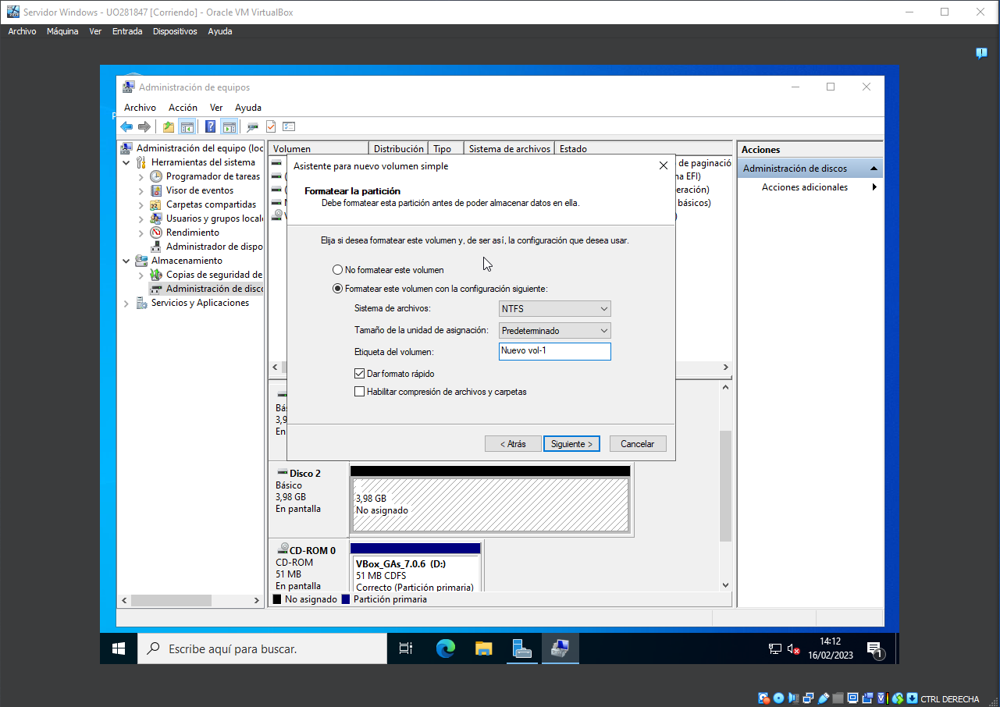 Servidor Windows - UO281847 [Corriendo] - Oracle VM VirtualBox
Archivo Máquina Ver Entrada Dispositivos Ayuda
Administración de equipos
Archivo Acción Ver Ayuda
Administración del equipo (loc
Herramientas del sistema
Programador de tareas
Visor de eventos
Carpetas compartidas
Usuarios y grupos locale
Rendimiento
Administrador de dispo
Almacenamiento
Copias de seguridad de
Administración de disco
Servicios y Aplicaciones
Volumen Distribución Tipo Sistema de archivos Estado
de paginació
na EFI)
eración)
básicos)
Asistente para nuevo volumen simple
Formatear la partición
Debe formatear esta partición antes de poder almacenar datos en ella.
Elija si desea formatear este volumen y, de ser así, la configuración que desea usar.
No formatear este volumen
Formatear este volumen con la configuración siguiente:
Sistema de archivos: NTFS
Tamaño de la unidad de asignación: Predeterminado
Etiqueta del volumen: Nuevo vol-1
Dar formato rápido
Habilitar compresión de archivos y carpetas
< Atrás Siguiente > Cancelar
Bás
3,9
En
Disco 2
Básico
3,98 GB
En pantalla
3,98 GB
No asignado
CD-ROM 0
CD-ROM
51 MB
En pantalla
VBox_GAs_7.0.6 (D:)
51 MB CDFS
Correcto (Partición primaria)
No asignado Partición primaria
Acciones
Administración de discos
Acciones adicionales
Escribe aquí para buscar.
14:12
16/02/2023
1
CTRL DERECHA